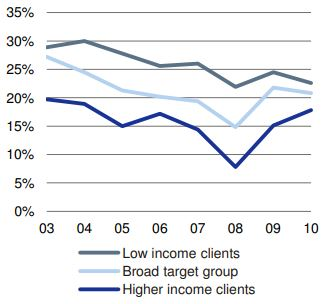 35%
30%
25%
20%
15%
10%
5%
0%
03 04 05 06 07 08 09 10
Low income clients
Broad target group
Higher income clients